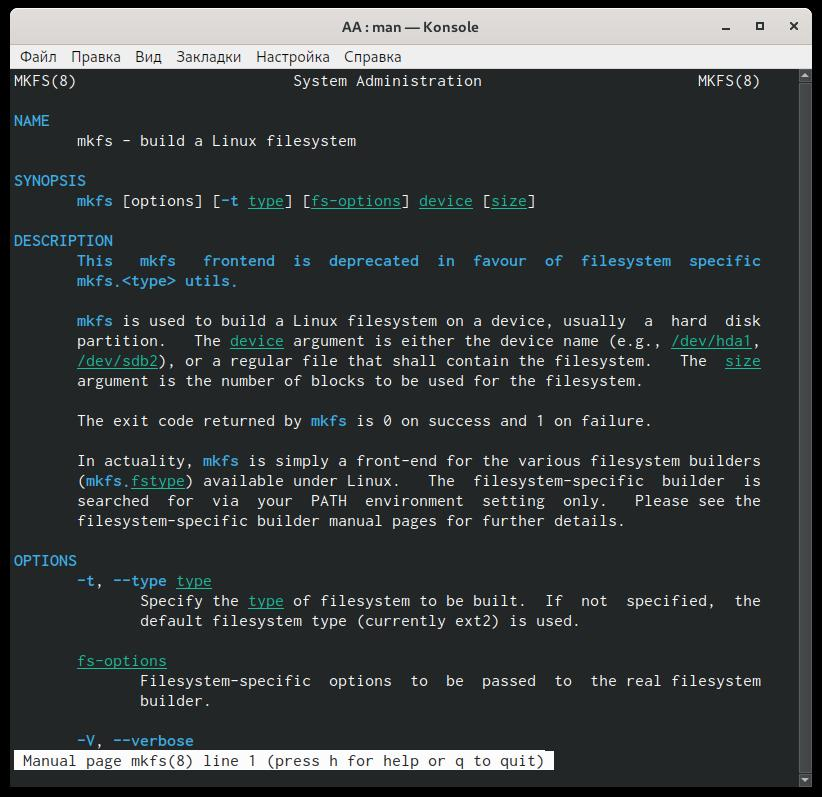 AA : man — Konsole
Файл Правка Вид Закладки Настройка Справка
MKFS(8) System Administration MKFS(8)
NAME
mkfs - build a Linux filesystem
SYNOPSIS
mkfs [options] [-t type] [fs-options] device [size]
DESCRIPTION
This mkfs frontend is deprecated in favour of filesystem specific
mkfs.<type> utils.
mkfs is used to build a Linux filesystem on a device, usually a hard disk
partition. The device argument is either the device name (e.g., /dev/hda1,
/dev/sdb2), or a regular file that shall contain the filesystem. The size
argument is the number of blocks to be used for the filesystem.
The exit code returned by mkfs is 0 on success and 1 on failure.
In actuality, mkfs is simply a front-end for the various filesystem builders
(mkfs.fstype) available under Linux. The filesystem-specific builder is
searched for via your PATH environment setting only. Please see the
filesystem-specific builder manual pages for further details.
OPTIONS
-t, --type type
Specify the type of filesystem to be built. If not specified, the
default filesystem type (currently ext2) is used.
fs-options
Filesystem-specific options to be passed to the real filesystem
builder.
-V, --verbose
Manual page mkfs(8) line 1 (press h for help or q to quit)